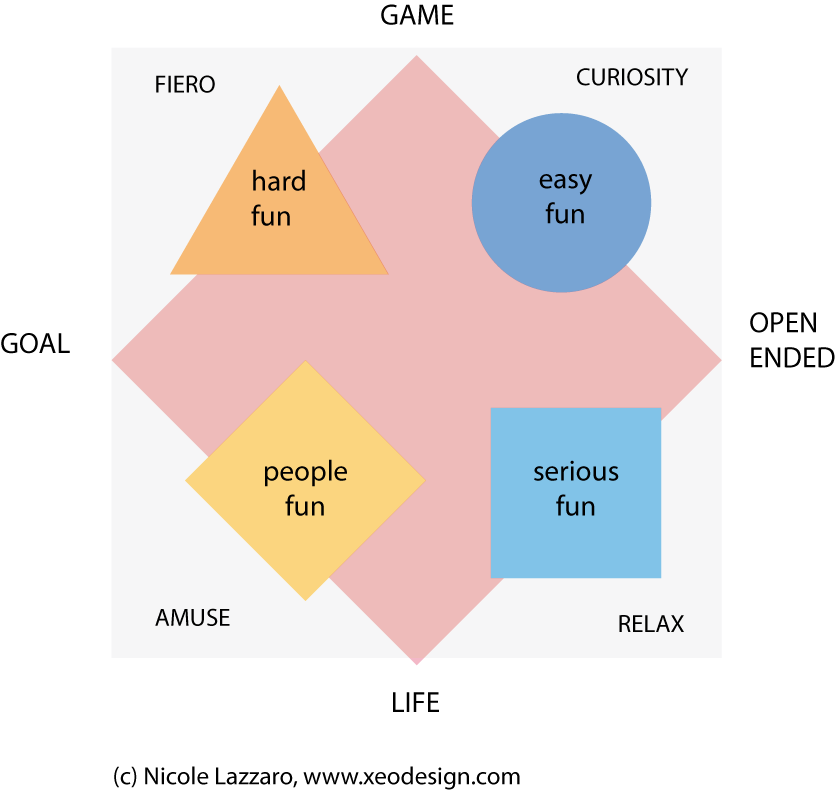 GAME
FIERO
CURIOSITY
hard
fun
easy
fun
GOAL
OPEN
ENDED
people
fun
serious
fun
AMUSE
RELAX
LIFE
(c) Nicole Lazzaro, www.xeodesign.com